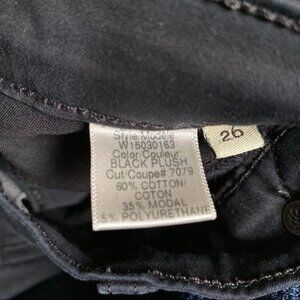 Style/Modèle
W15030163
Color/Couleur
BLACK PLUSH
Cut/Coupe# 7079
60% COTTON/
COTON
35% MODAL
5% POLYURETHANE
26